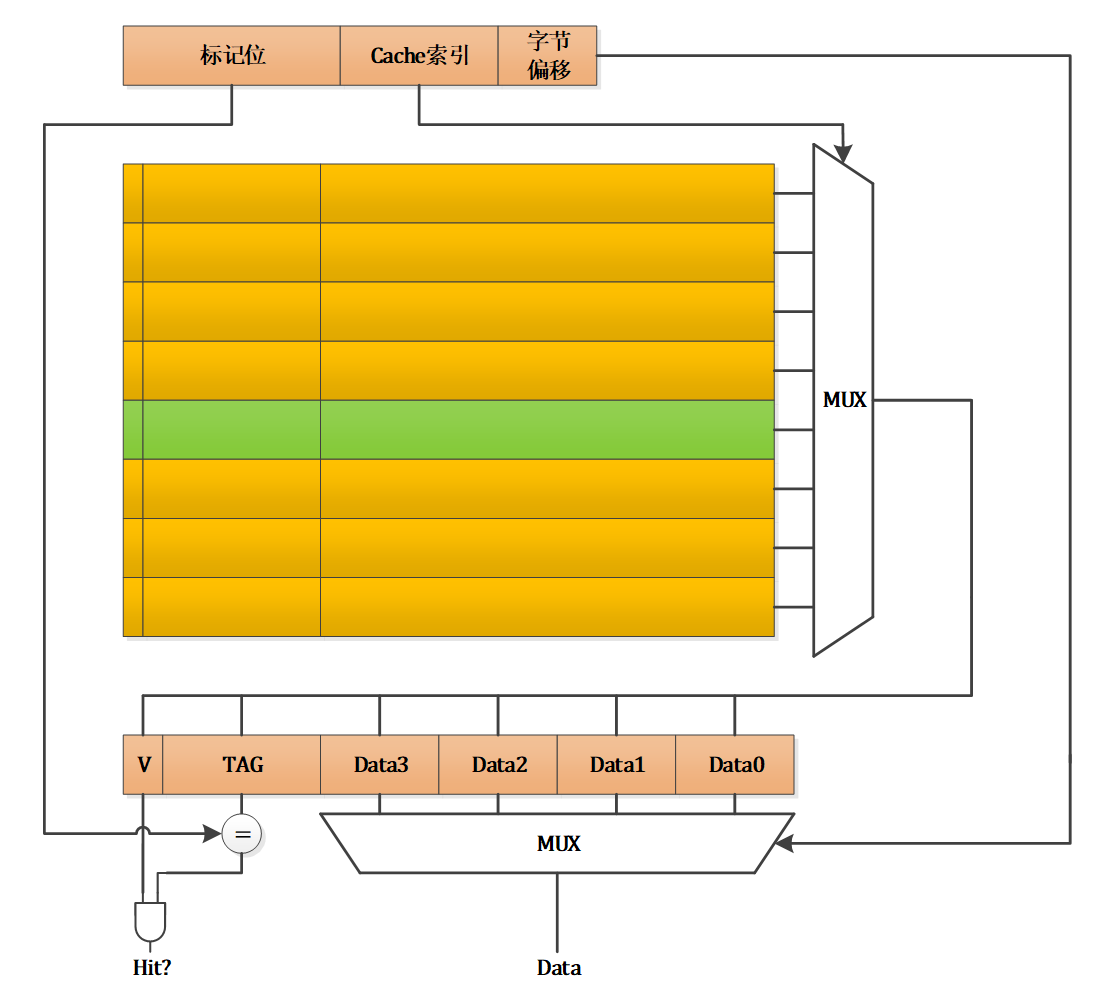 标记位
Cache索引
字节
偏移
MUX
V
TAG
Data3
Data2
Data1
Data0
=
MUX
Hit?
Data